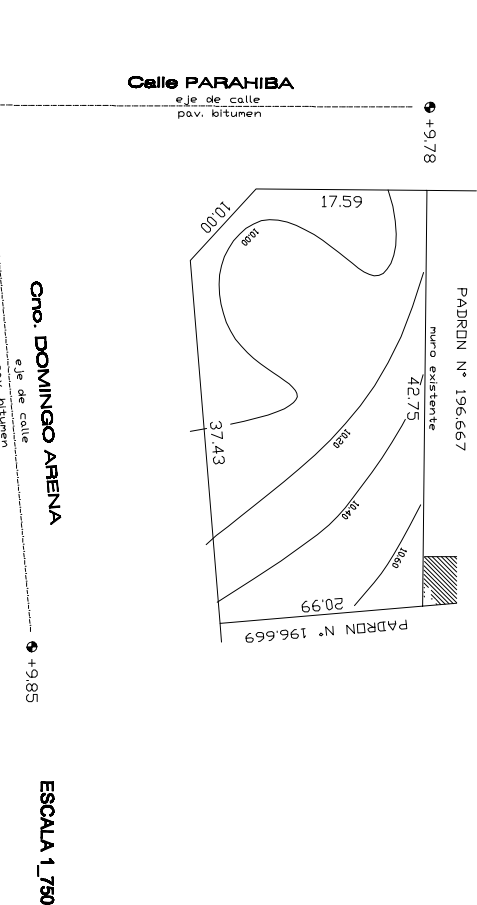 Calle PARAHIBA
eje de calle
pav. bitumen
+9.78
17.59
10.00
10.00
PADRON N° 196.667
muro existente
42.75
Cno. DOMINGO ARENA
eje de calle
pav. bitumen
37.43
10.20
10.40
10.60
20.99
PADRON N° 196.669
+9.85
ESCALA 1_750